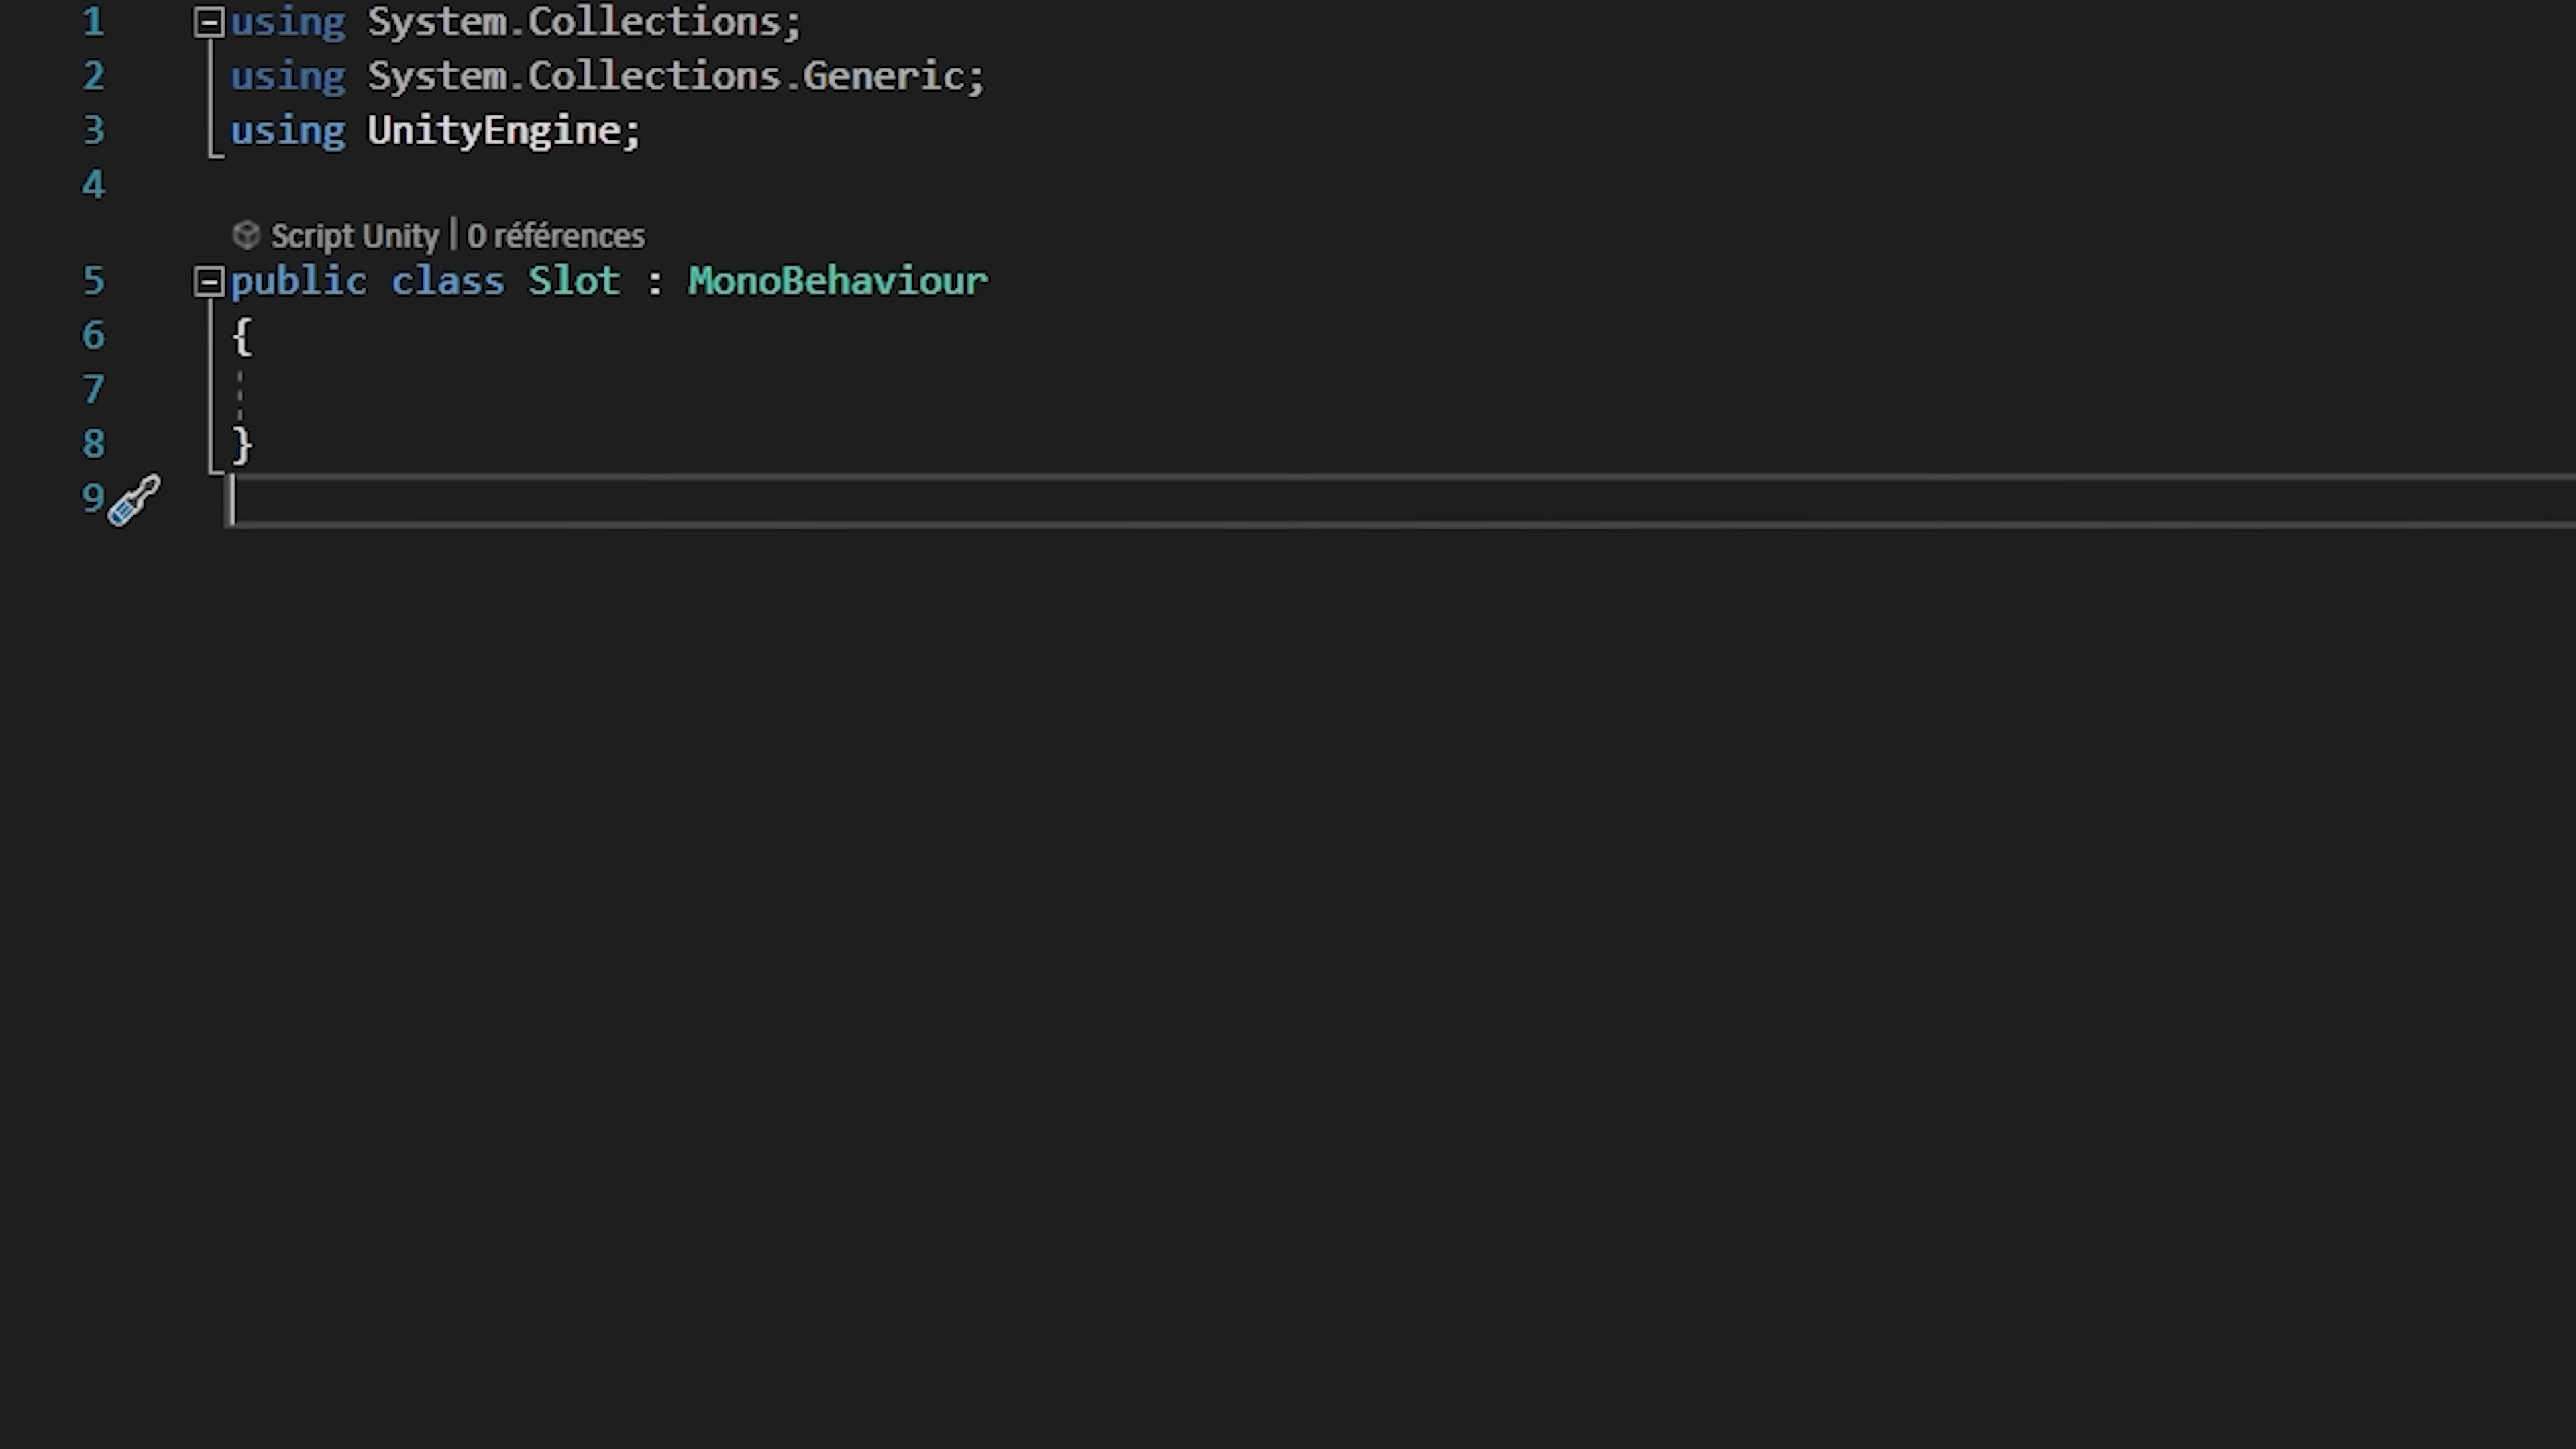 1 using System.Collections;
2 using System.Collections.Generic;
3 using UnityEngine;
4
Script Unity | 0 références
5 public class Slot : MonoBehaviour
6 {
7
8 }
9